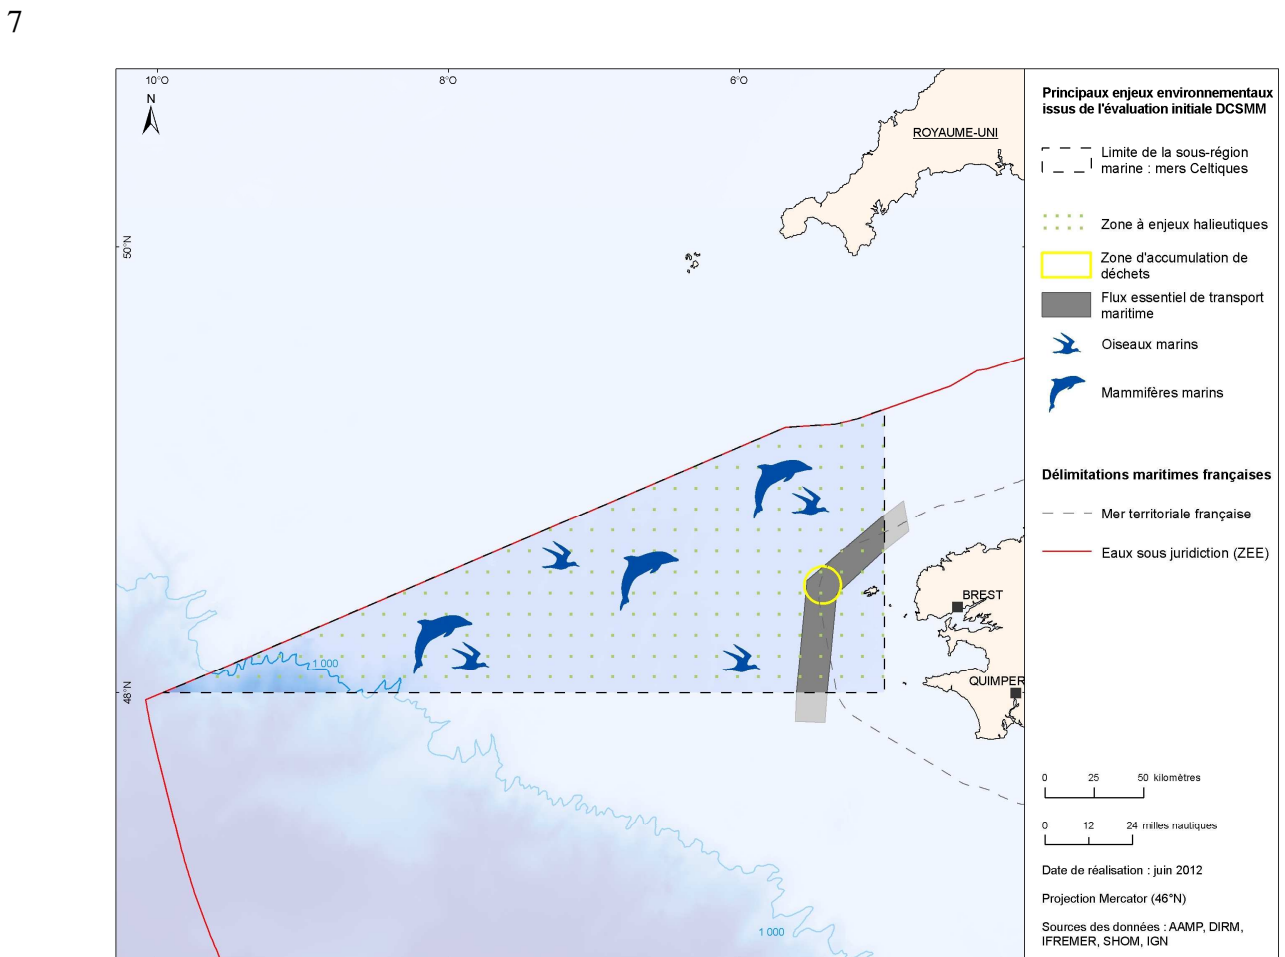 7
10°O
8°O
6°O
N
ROYAUME-UNI
50°N
48°N
1 000
BREST
QUIMPER
1 000
Principaux enjeux environnementaux
issus de l'évaluation initiale DCSMM
Limite de la sous-région
marine : mers Celtiques
Zone à enjeux halieutiques
Zone d'accumulation de
déchets
Flux essentiel de transport
maritime
Oiseaux marins
Mammifères marins
Délimitations maritimes françaises
Mer territoriale française
Eaux sous juridiction (ZEE)
0 25 50 kilomètres
0 12 24 milles nautiques
Date de réalisation : juin 2012
Projection Mercator (46°N)
Sources des données : AAMP, DIRM,
IFREMER, SHOM, IGN